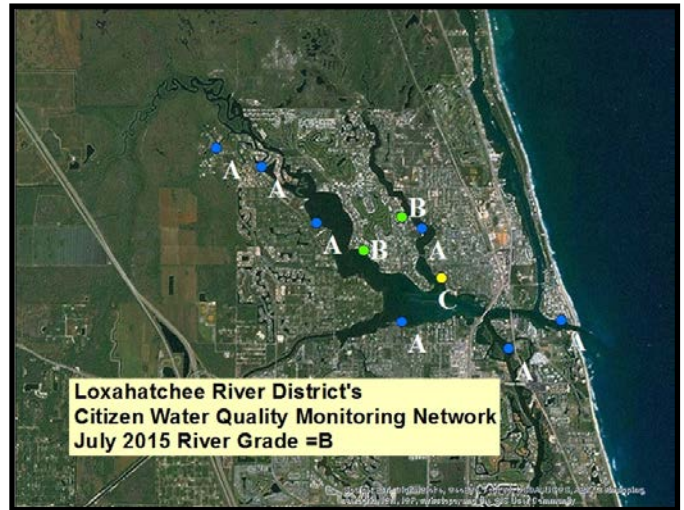 A
A
B
A
A
B
C
A
A
A
Loxahatchee River District's
Citizen Water Quality Monitoring Network
July 2015 River Grade =B